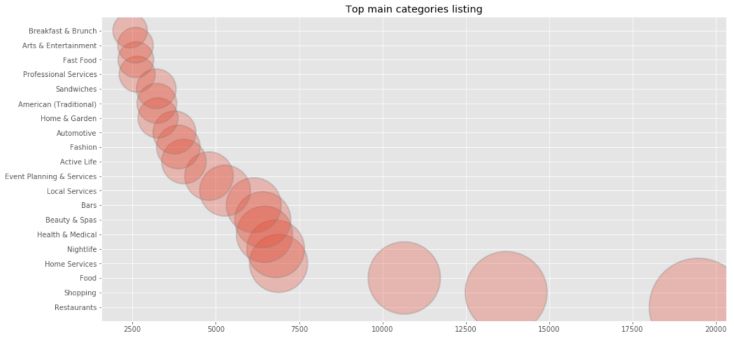 Top main categories listing
Breakfast & Brunch
Arts & Entertainment
Fast Food
Professional Services
Sandwiches
American (Traditional)
Home & Garden
Automotive
Fashion
Active Life
Event Planning & Services
Local Services
Bars
Beauty & Spas
Health & Medical
Nightlife
Home Services
Food
Shopping
Restaurants
2500 5000 7500 10000 12500 15000 17500 20000